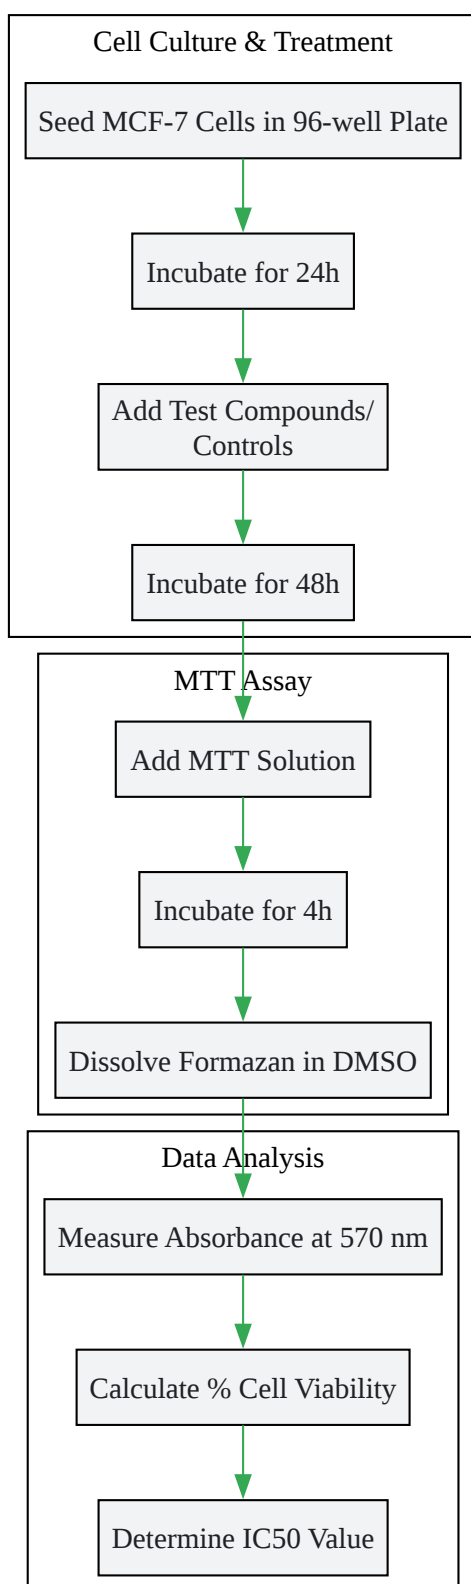 Cell Culture & Treatment
Seed MCF-7 Cells in 96-well Plate
Incubate for 24h
Add Test Compounds/
Controls
Incubate for 48h
MTT Assay
Add MTT Solution
Incubate for 4h
Dissolve Formazan in DMSO
Data Analysis
Measure Absorbance at 570 nm
Calculate % Cell Viability
Determine IC50 Value